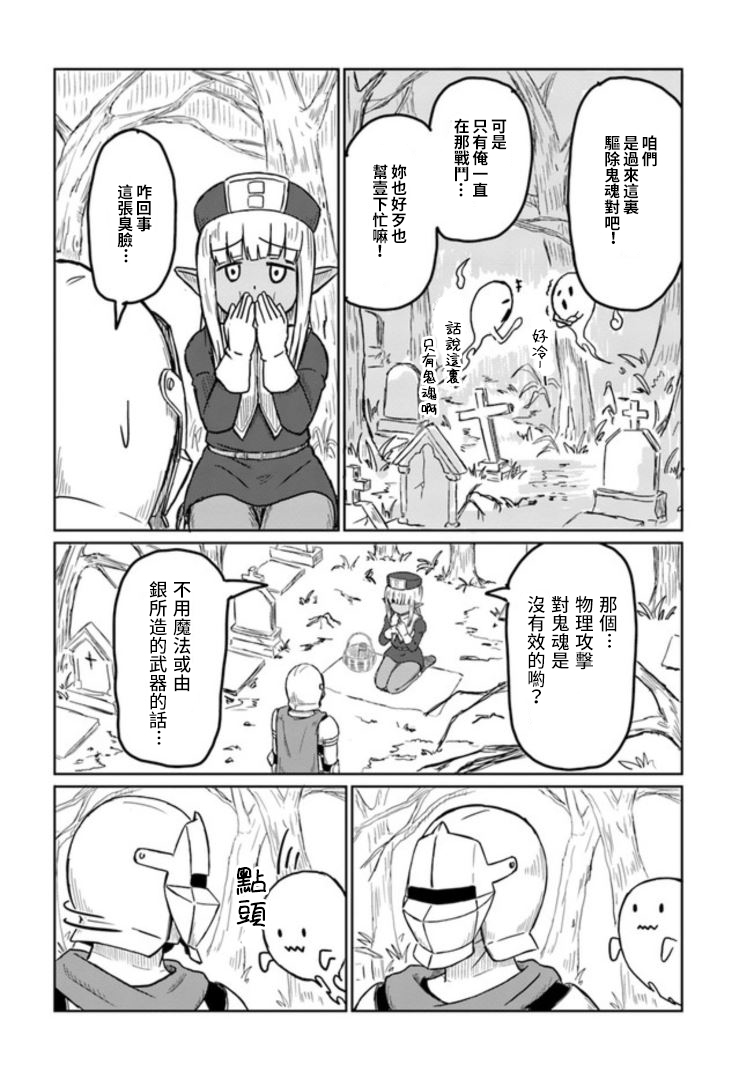 咱們
是過來這裏
驅除鬼魂對吧！
可是
只有俺一直
在那戰鬥…
妳也好歹也
幫壹下忙嘛！
好冷~
話說這裏
只有鬼魂啊
咋回事
這張臭臉…
那個…
物理攻擊
對鬼魂是
沒有效的喲？
不用魔法或由
銀所造的武器的話…
點頭